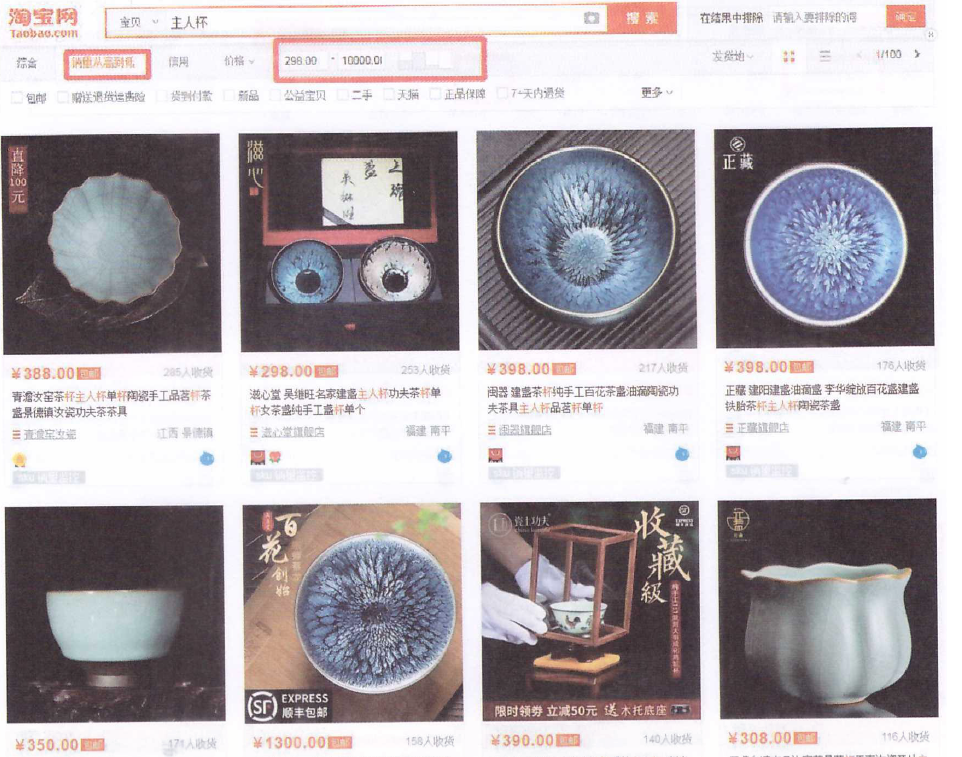 淘宝网
Taobao.com
宝贝
主人杯
搜索
在结果中排除
请输入要排除的词
确定
综合
销量从高到低
信用
价格
298.00 - 10000.0
发货地
1/100
包邮
赠送退货运费险
货到付款
新品
公益宝贝
二手
天猫
正品保障
7+天内退货
更多
直降100元
滋心
正藏
¥388.00 包邮
285人收货
¥298.00 包邮
253人收货
¥398.00 包邮
217人收货
¥398.00 包邮
176人收货
青澹汝窑茶杯主人杯单杯陶瓷手工品茗杯茶
盏景德镇汝瓷功夫茶茶具
滋心堂 吴继旺名家建盏主人杯功夫茶杯单
杯女茶盏纯手工盏杯单个
闽器 建盏茶杯纯手工百花茶盏油滴陶瓷功
夫茶具主人杯品茗杯单杯
正藏 建阳建盏油滴盏 李华绽放百花盏建盏
铁胎茶杯主人杯陶瓷茶盏
青澹窑汝瓷
江西 景德镇
滋心堂旗舰店
福建 南平
闽器旗舰店
福建 南平
正藏旗舰店
福建 南平
百花创始
SF EXPRESS
顺丰包邮
瓷上功夫
收藏级
SF
EXPRESS
限时领券 立减50元 送 木托底座
¥350.00 包邮
171人收货
¥1300.00 包邮
158人收货
¥390.00 包邮
140人收货
¥308.00 包邮
116人收货